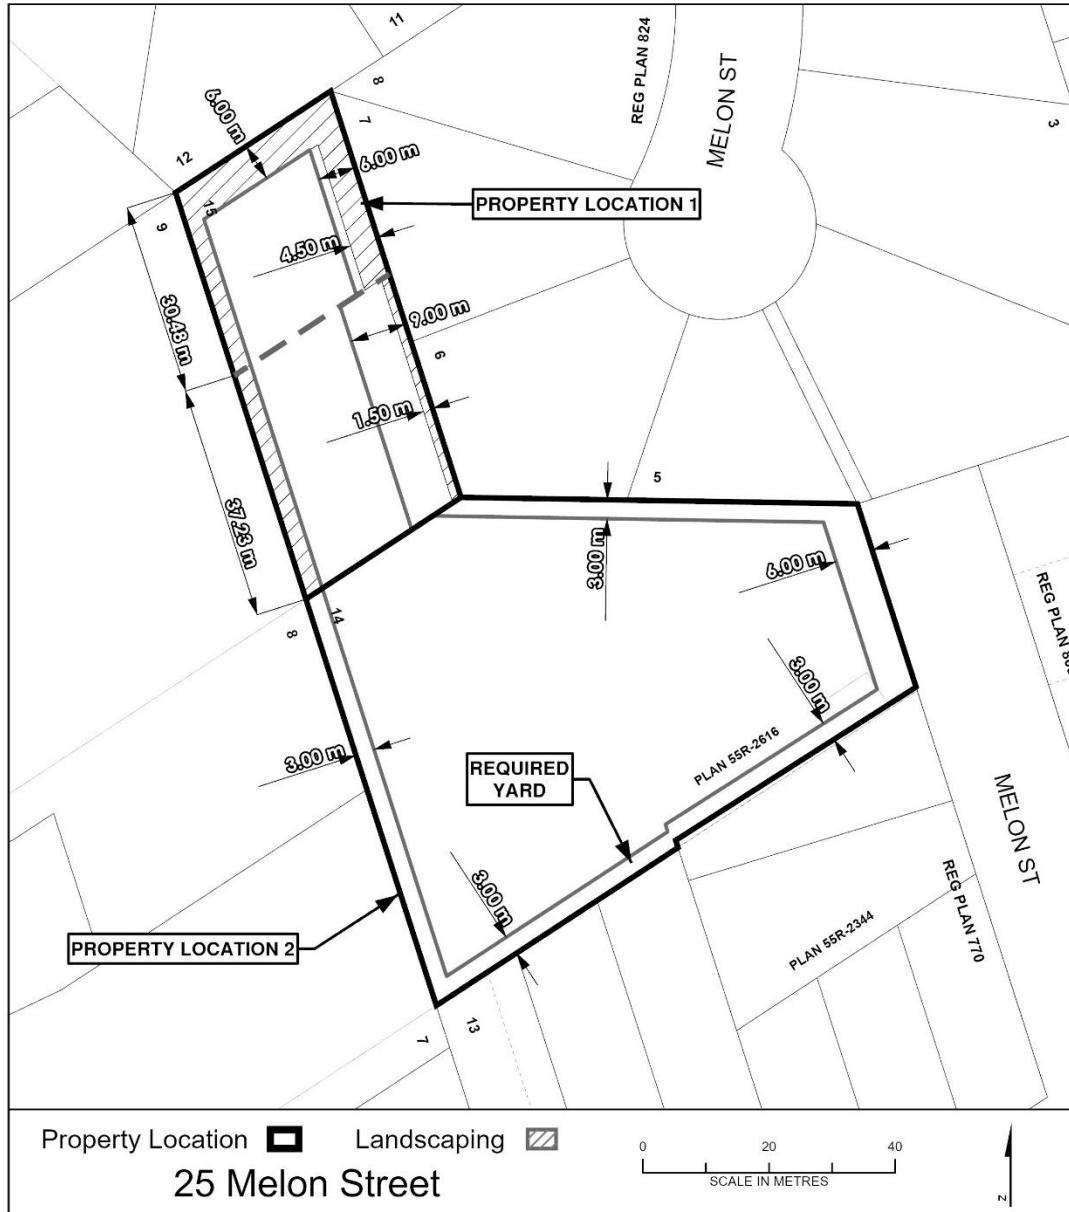 11
8
REG PLAN 824
MELON ST
3
6.00 m
7
12
6.00 m
PROPERTY LOCATION 1
15
9
4.50 m
30.48 m
9.00 m
6
1.50 m
5
37.23 m
3.00 m
6.00 m
REG PLAN
8
14
3.00 m
3.00 m
PLAN 55R-2616
REQUIRED
YARD
MELON ST
3.00 m
REG PLAN 770
PLAN 55R-2344
PROPERTY LOCATION 2
13
7
Property Location
Landscaping
25 Melon Street
0 20 40
SCALE IN METRES
Z